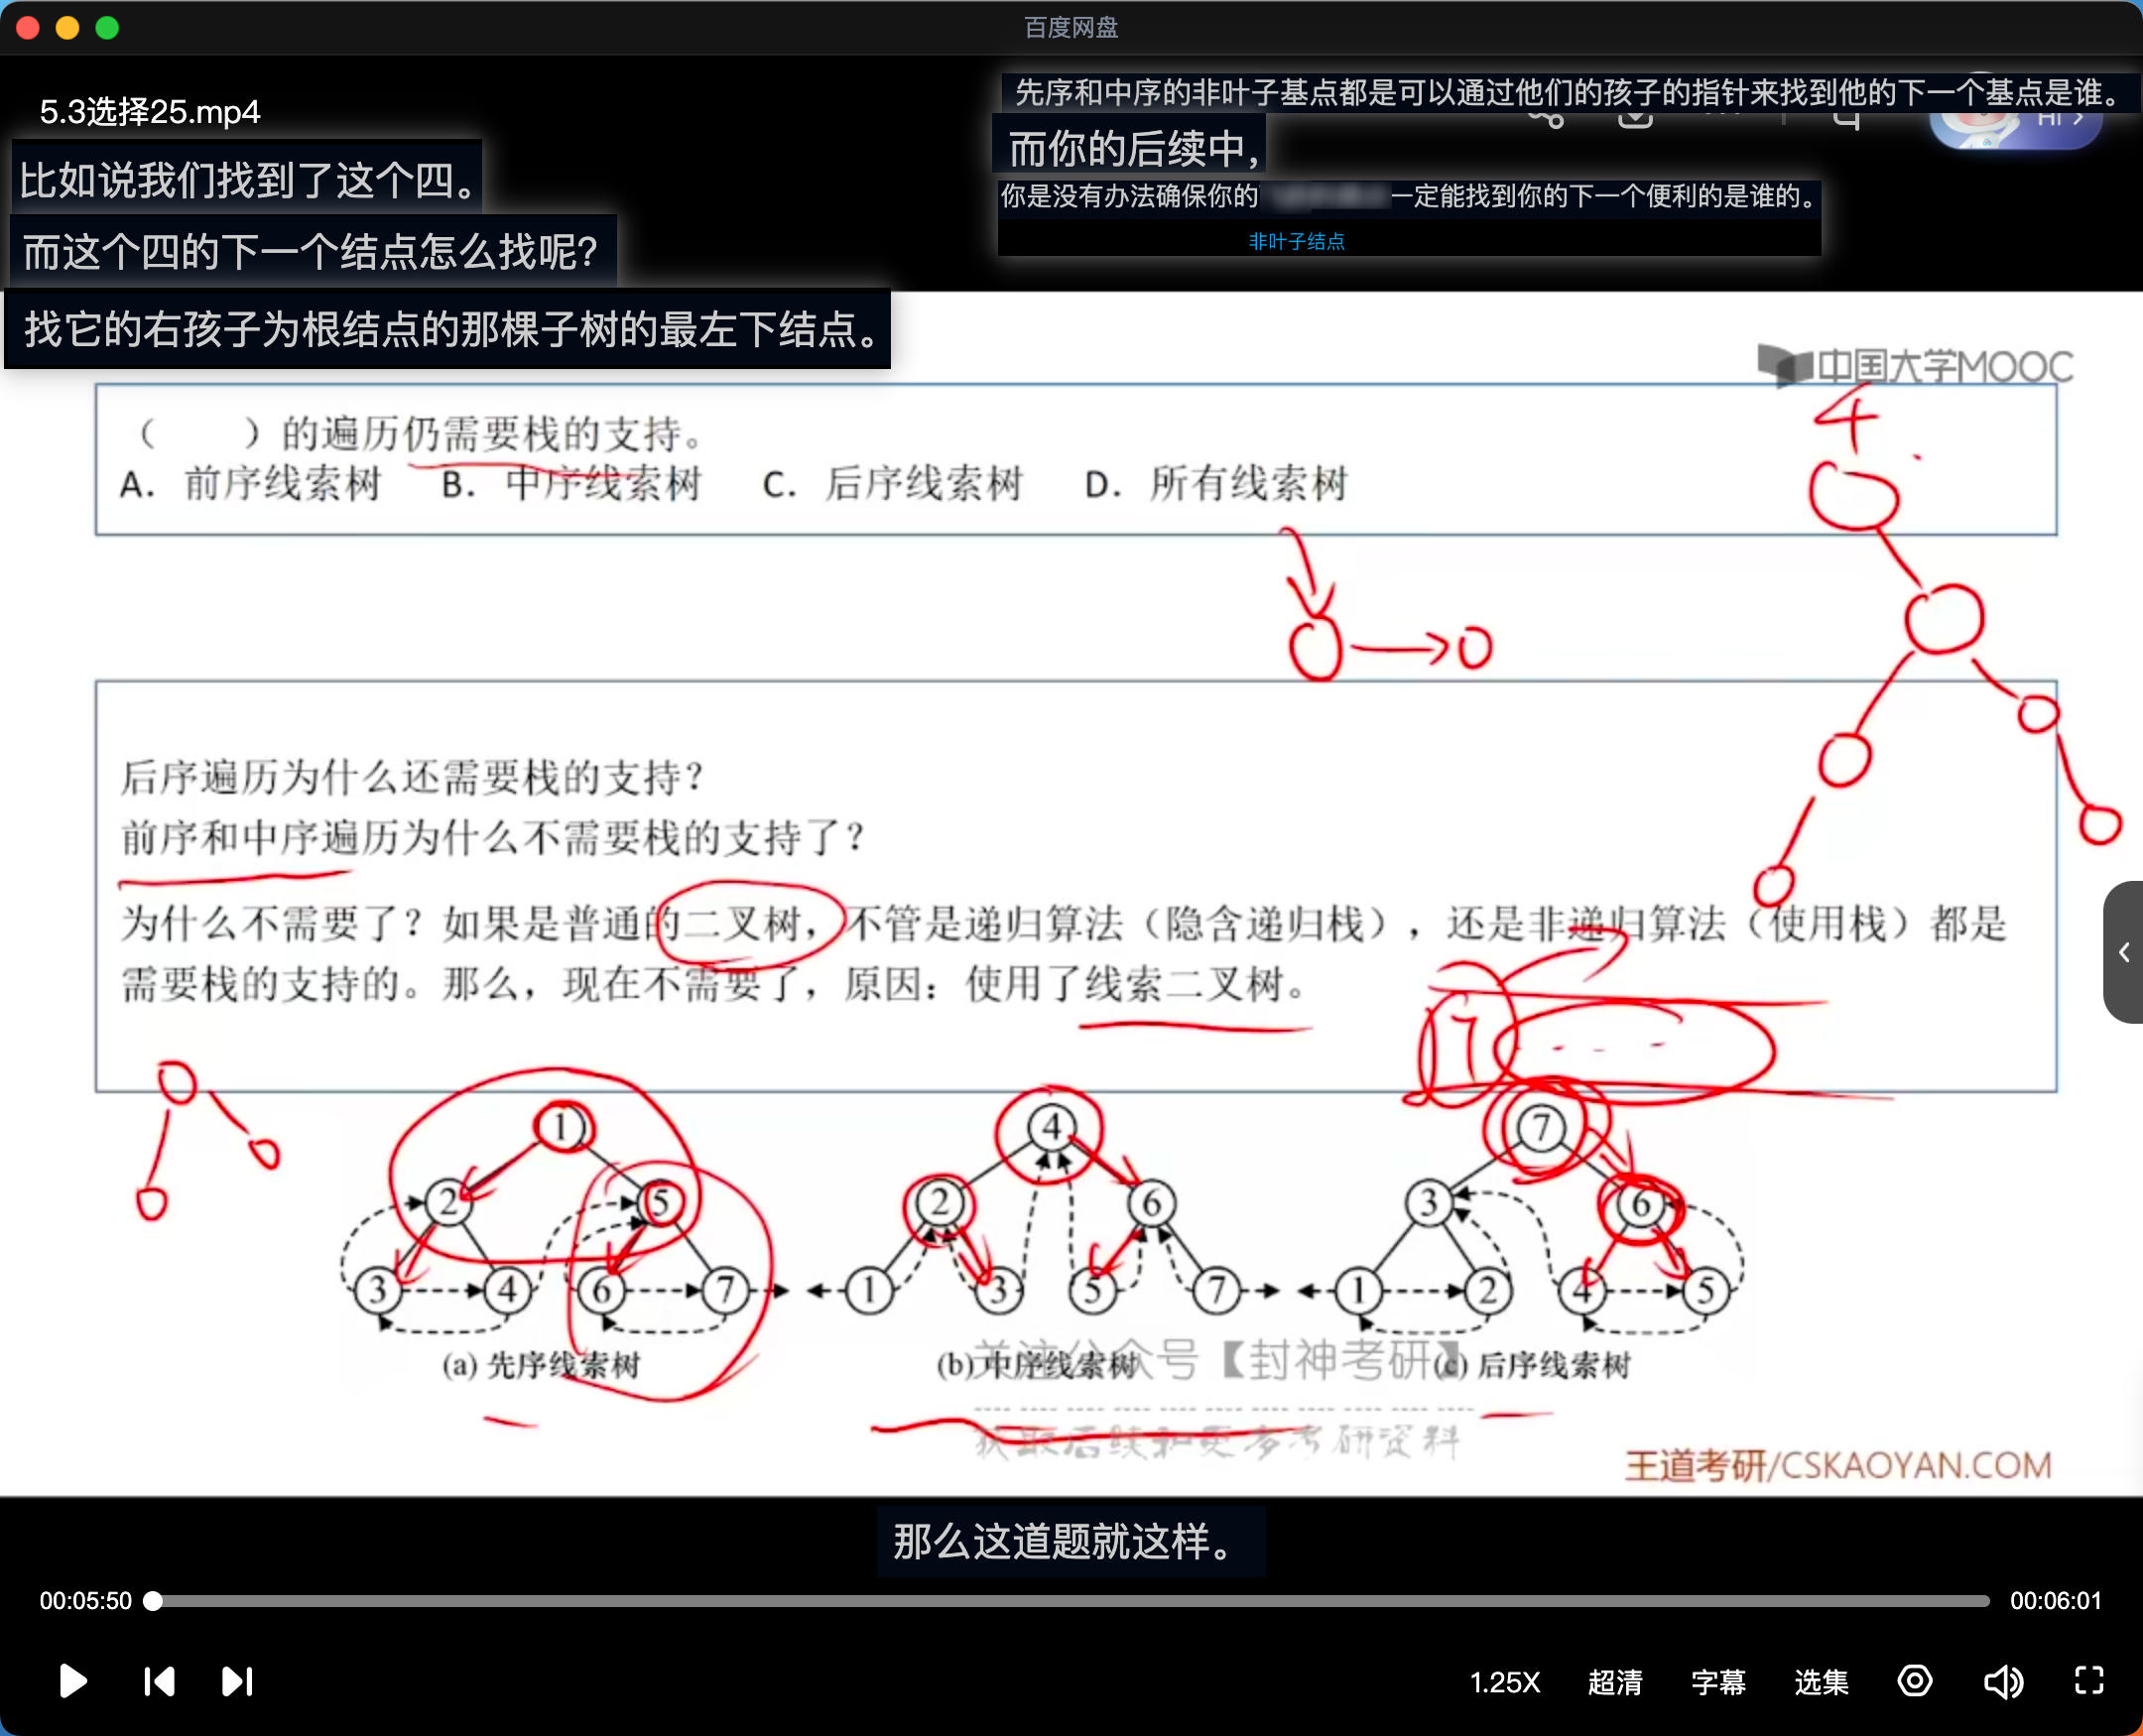 百度网盘
5.3选择25.mp4
先序和中序的非叶子基点都是可以通过他们的孩子的指针来找到他的下一个基点是谁。
而你的后续中,
你是没有办法确保你的
一定能找到你的下一个便利的是谁的。
非叶子结点
Hi
比如说我们找到了这个四。
而这个四的下一个结点怎么找呢?
找它的右孩子为根结点的那棵子树的最左下结点。
中国大学MOOC
4
( )的遍历仍需要栈的支持。
A. 前序线索树 B. 中序线索树 C. 后序线索树 D. 所有线索树
后序遍历为什么还需要栈的支持?
前序和中序遍历为什么不需要栈的支持了?
为什么不需要了?如果是普通的二叉树,不管是递归算法(隐含递归栈),还是非递归算法(使用栈)都是
需要栈的支持的。那么,现在不需要了,原因:使用了线索二叉树。
1 4 7
2 5 2 6 3 6
3 4 6 7 1 3 5 7 1 2 4 5
(a) 先序线索树 (b) 中序线索树 (c) 后序线索树
关注公众号【封神考研】
获取后续和更多考研资料
王道考研/CSKAOYAN.COM
那么这道题就这样。
00:05:50 00:06:01
1.25X 超清 字幕 选集